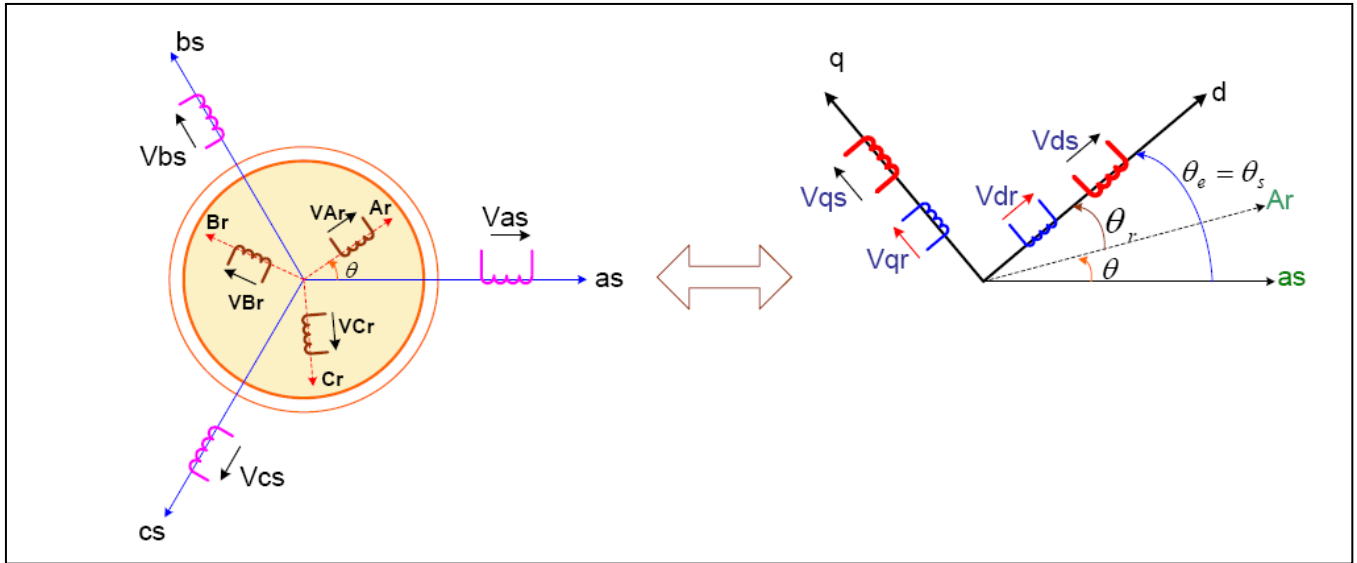 bs
Vbs
Br
VAr
Ar
θ
VBr
VCr
Cr
Vas
as
Vcs
cs
q
d
Vds
Vqs
Vdr
Vqr
θe = θs
Ar
θr
θ
as